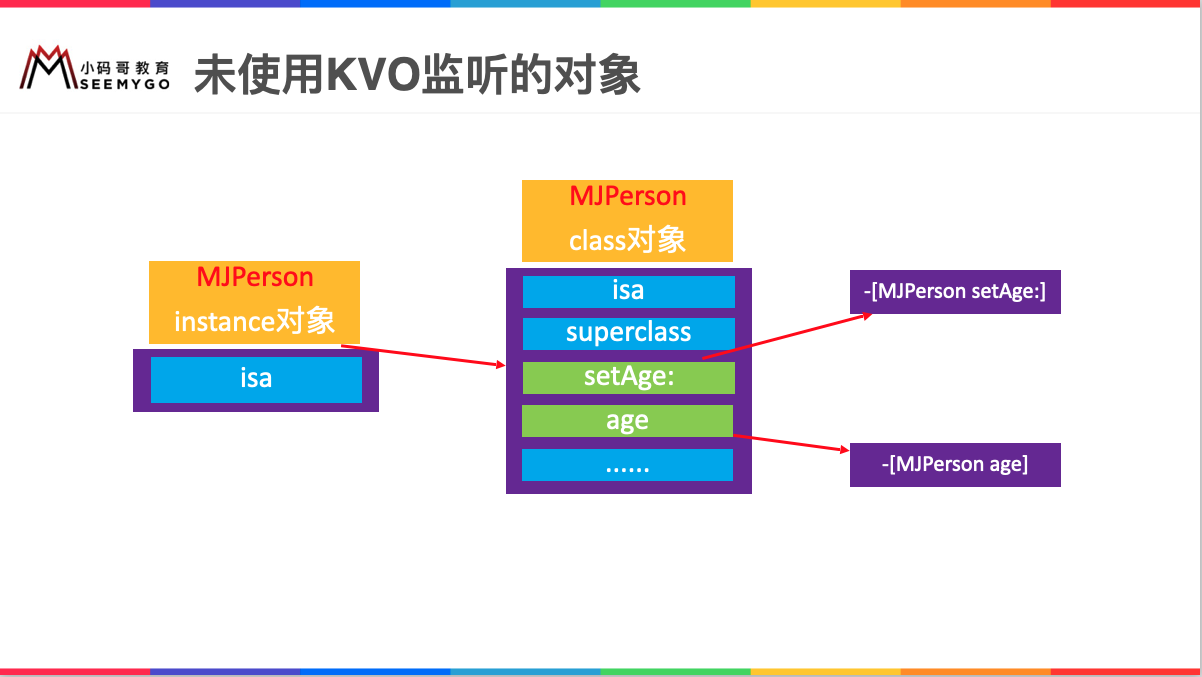 小码哥教育
SEEMYGO
未使用KVO监听的对象
MJPerson
instance对象
isa
MJPerson
class对象
isa
superclass
setAge:
age
......
-[MJPerson setAge:]
-[MJPerson age]